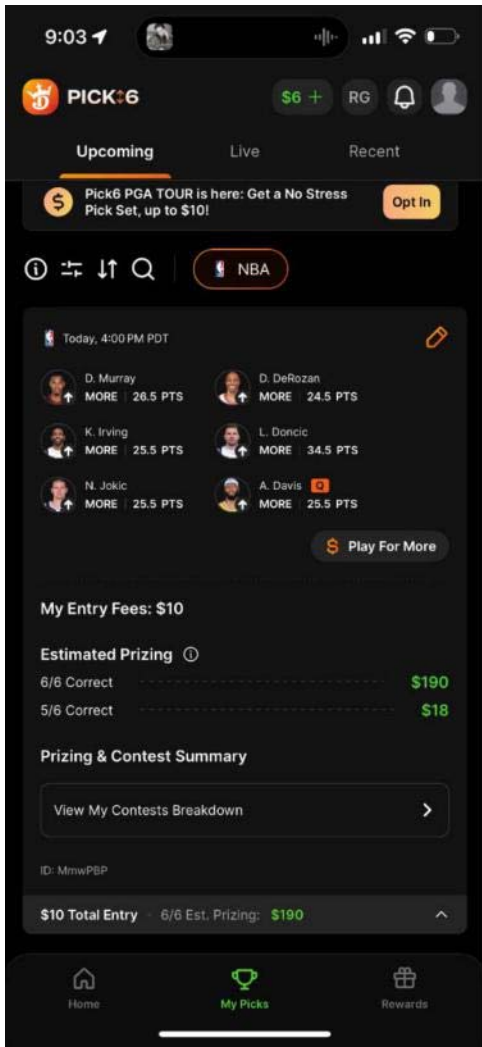 9:03
PICK6
$6 + RG
Upcoming Live Recent
Pick6 PGA TOUR is here: Get a No Stress
Pick Set, up to $10!
Opt In
NBA
Today, 4:00 PM PDT
D. Murray
MORE 26.5 PTS
D. DeRozan
MORE 24.5 PTS
K. Irving
MORE 25.5 PTS
L. Doncic
MORE 34.5 PTS
N. Jokic
MORE 25.5 PTS
A. Davis Q
MORE 25.5 PTS
$ Play For More
My Entry Fees: $10
Estimated Prizing
6/6 Correct $190
5/6 Correct $18
Prizing & Contest Summary
View My Contests Breakdown
ID: MmwPBP
$10 Total Entry 6/6 Est. Prizing: $190
Home My Picks Rewards